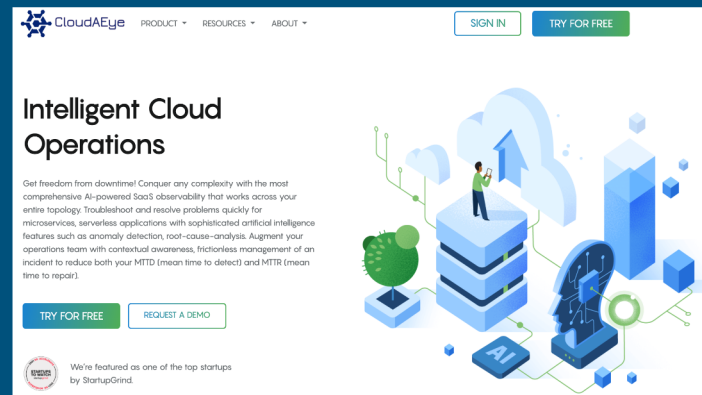 CloudAEye PRODUCT RESOURCES ABOUT SIGN IN TRY FOR FREE
Intelligent Cloud
Operations
Get freedom from downtime! Conquer any complexity with the most
comprehensive AI-powered SaaS observability that works across your
entire topology. Troubleshoot and resolve problems quickly for
microservices, serverless applications with sophisticated artificial intelligence
features such as anomaly detection, root-cause-analysis. Augment your
operations team with contextual awareness, frictionless management of an
incident to reduce both your MTTD (mean time to detect) and MTTR (mean
time to repair).
TRY FOR FREE REQUEST A DEMO
AI
STARTUPS
TO WATCH
We're featured as one of the top startups
by StartupGrind.